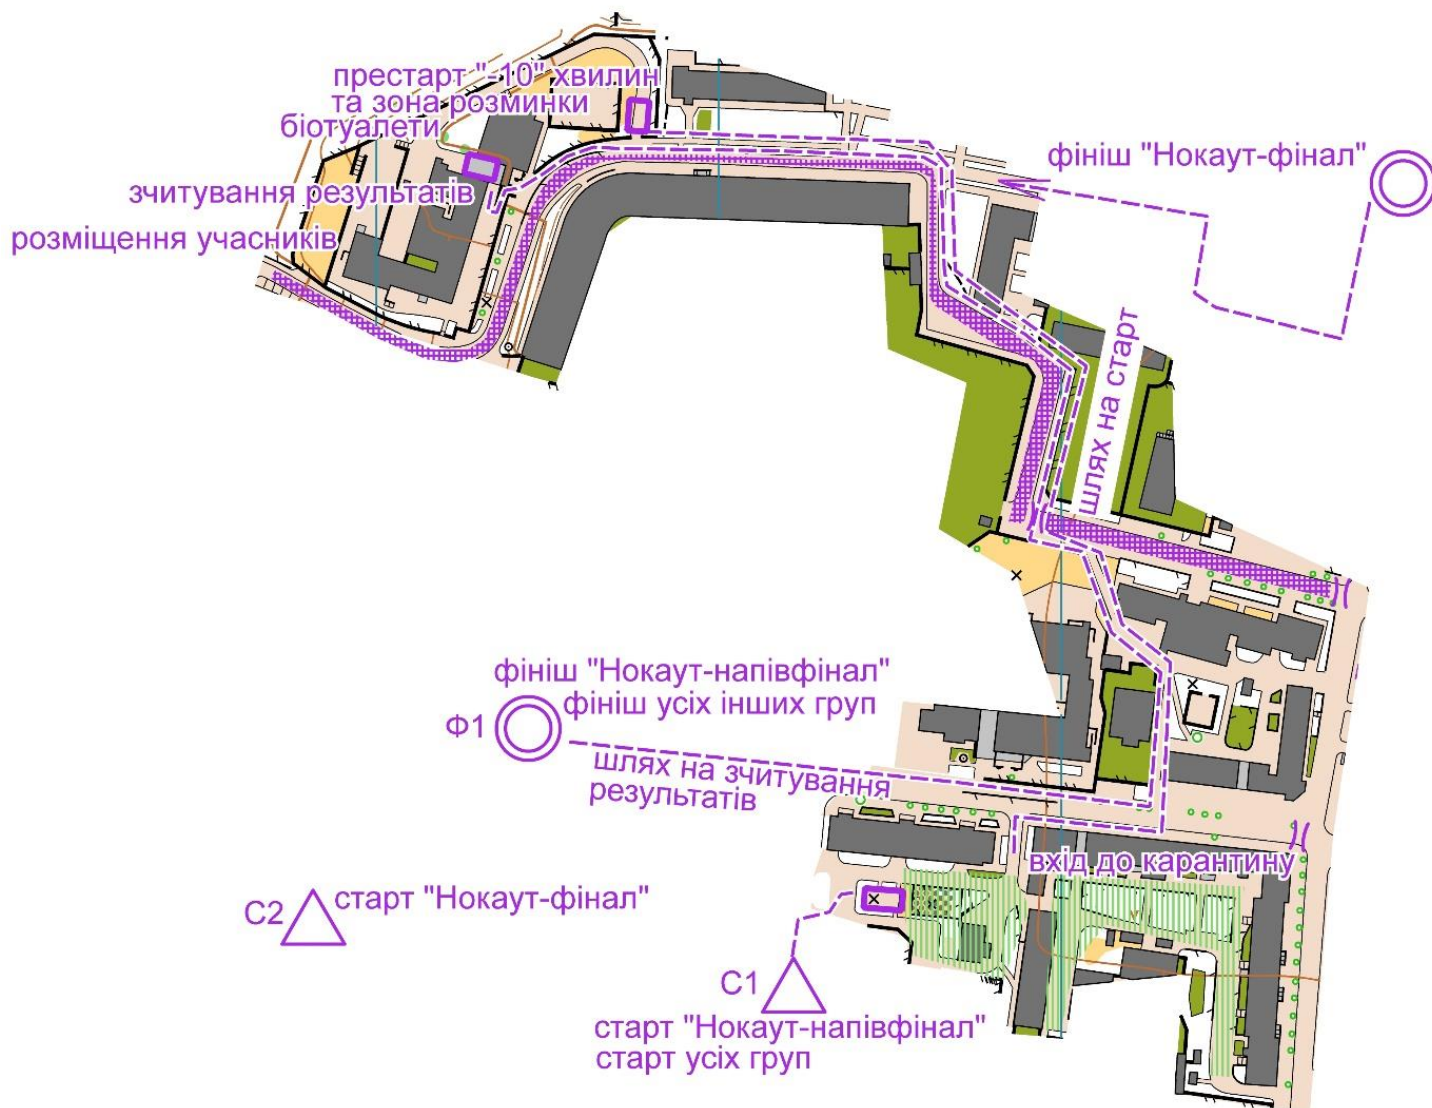 престарт "-10" хвилин
та зона розминки
біотуалети
зчитування результатів
розміщення учасників
фініш "Нокаут-фінал"
шлях на старт
фініш "Нокаут-напівфінал"
фініш усіх інших груп
Ф1
шлях на зчитування
результатів
вхід до карантину
С2
старт "Нокаут-фінал"
С1
старт "Нокаут-напівфінал"
старт усіх груп